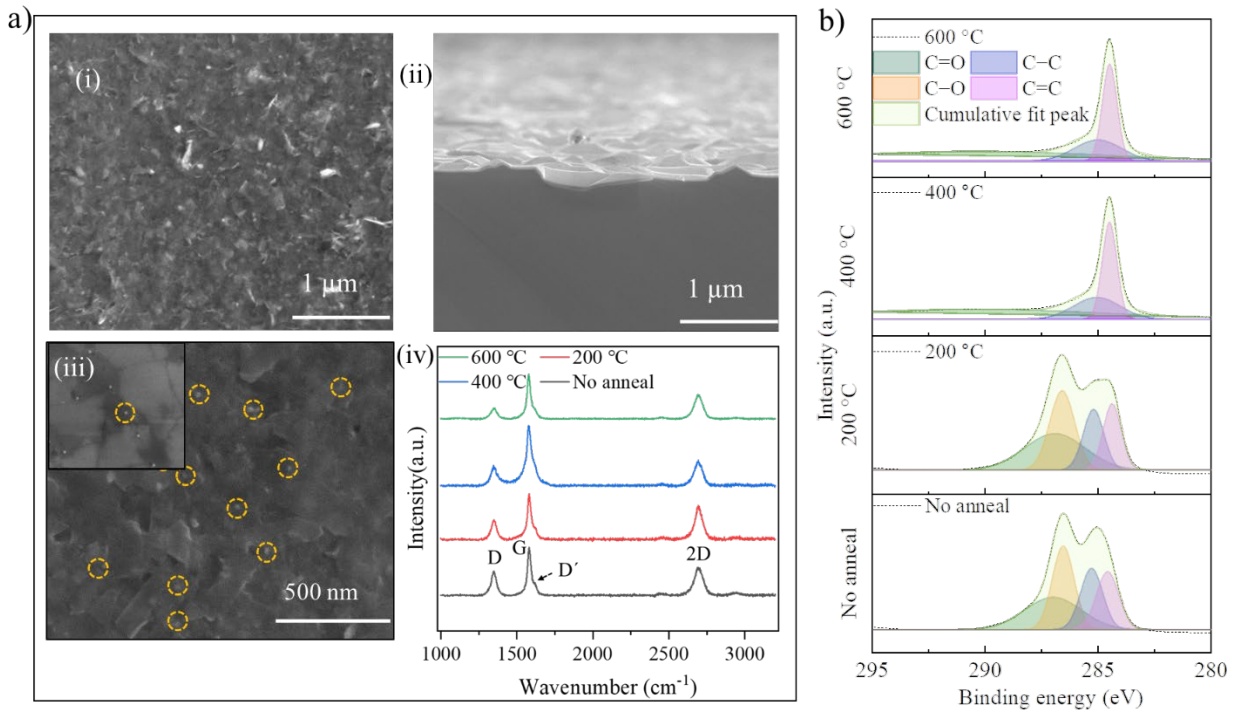 a)
(i)
1 µm
(ii)
1 µm
(iii)
500 nm
(iv)
600 ℃
200 ℃
400 ℃
No anneal
D
G
D´
2D
Intensity(a.u.)
1000
1500
2000
2500
3000
Wavenumber (cm⁻¹)
b)
600 °C
C=O
C−C
C−O
C=C
Cumulative fit peak
600 °C
400 °C
400 °C
200 °C
200 °C
No anneal
No anneal
Intensity (a.u.)
295
290
285
280
Binding energy (eV)